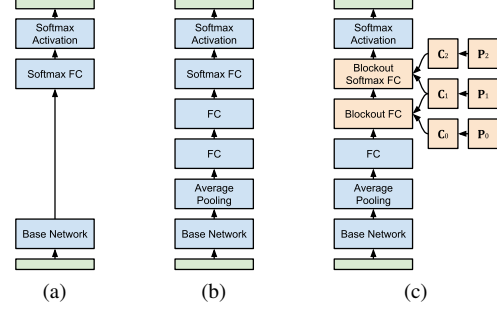 Softmax
Activation
Softmax FC
Base Network
(a)
Softmax
Activation
Softmax FC
FC
FC
Average
Pooling
Base Network
(b)
Softmax
Activation
Blockout
Softmax FC
Blockout FC
FC
Average
Pooling
Base Network
C₂
P₂
C₁
P₁
C₀
P₀
(c)